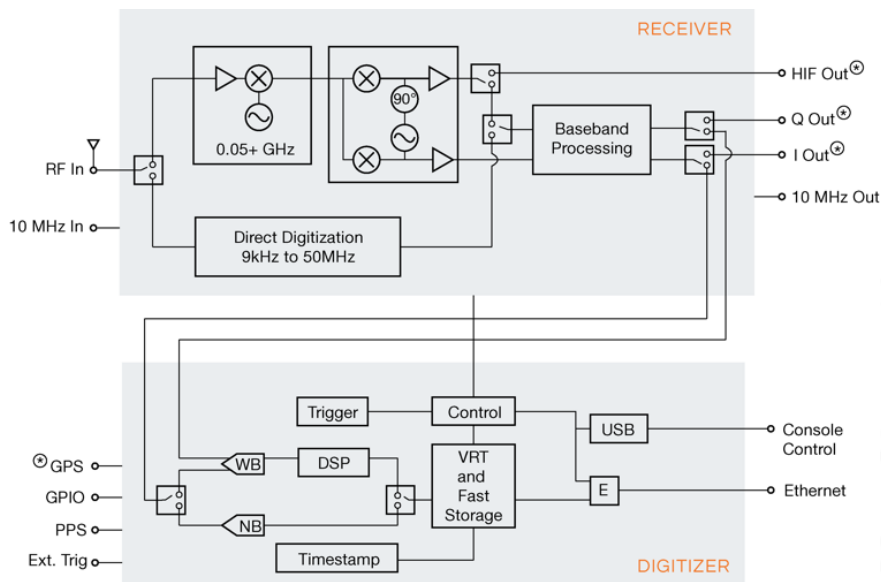 RECEIVER
HIF Out*
90°
Q Out*
Baseband
Processing
0.05+ GHz
I Out*
RF In
10 MHz Out
10 MHz In
Direct Digitization
9kHz to 50MHz
Trigger
Control
USB
Console
Control
WB
DSP
VRT
and
Fast
Storage
*GPS
E
Ethernet
GPIO
NB
PPS
Timestamp
Ext. Trig
DIGITIZER